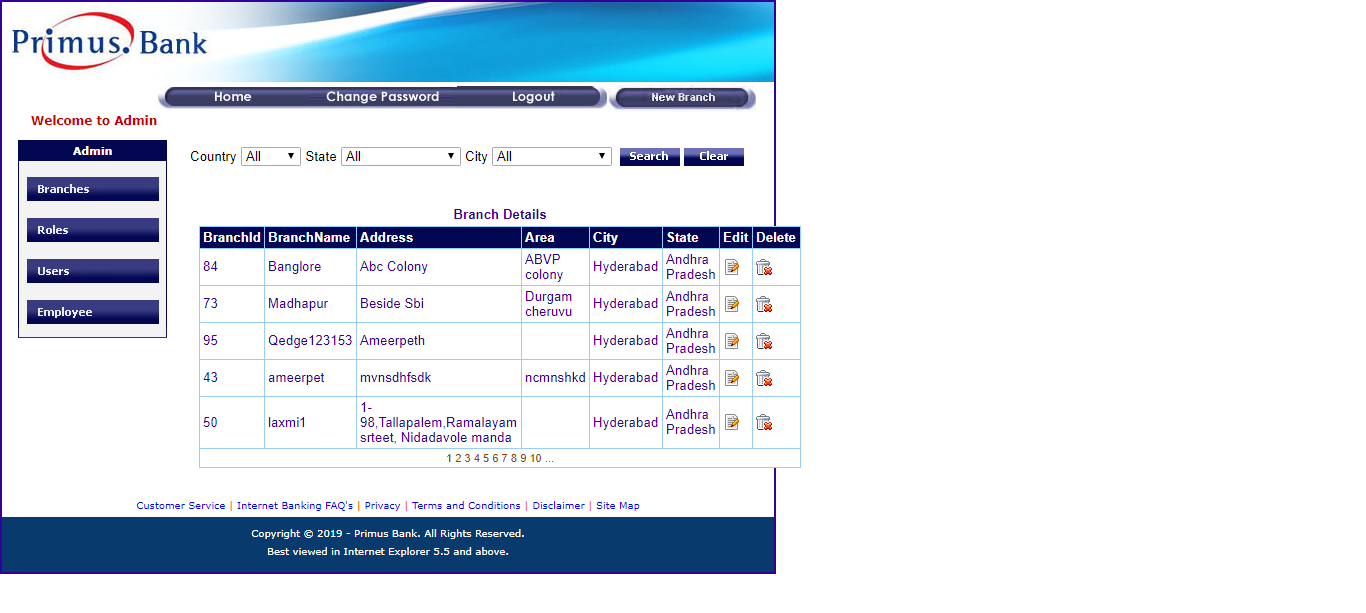 Primus. Bank
Home Change Password Logout New Branch
Welcome to Admin
Admin
Branches
Roles
Users
Employee
Country All State All City All Search Clear
Branch Details
BranchId BranchName Address Area City State Edit Delete
84 Banglore Abc Colony ABVP colony Hyderabad Andhra Pradesh
73 Madhapur Beside Sbi Durgam cheruvu Hyderabad Andhra Pradesh
95 Qedge123153 Ameerpeth Hyderabad Andhra Pradesh
43 ameerpet mvnsdhfsdk ncmnshkd Hyderabad Andhra Pradesh
50 laxmi1 1-98,Tallapalem,Ramalayam srteet, Nidadavole manda Hyderabad Andhra Pradesh
1 2 3 4 5 6 7 8 9 10 ...
Customer Service | Internet Banking FAQ's | Privacy | Terms and Conditions | Disclaimer | Site Map
Copyright © 2019 - Primus Bank. All Rights Reserved.
Best viewed in Internet Explorer 5.5 and above.